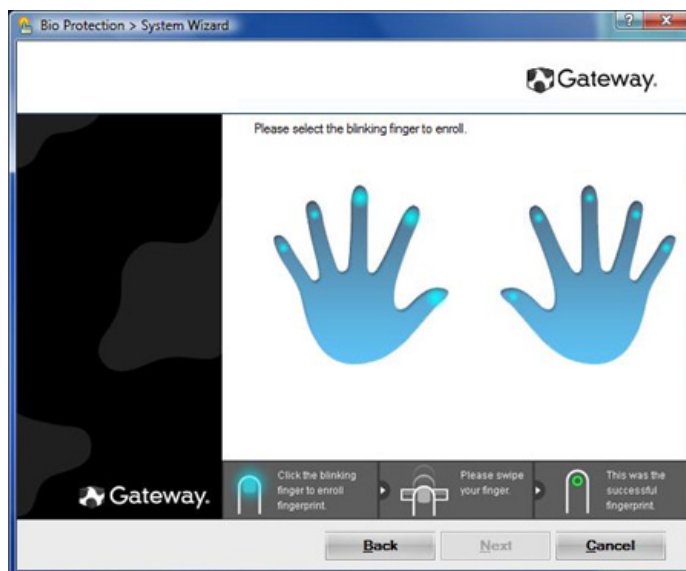 Bio Protection > System Wizard
?
X
Gateway.
Please select the blinking finger to enroll.
Gateway.
Click the blinking
finger to enroll
fingerprint.
Please swipe
your finger.
This was the
successful
fingerprint.
Back
Next
Cancel